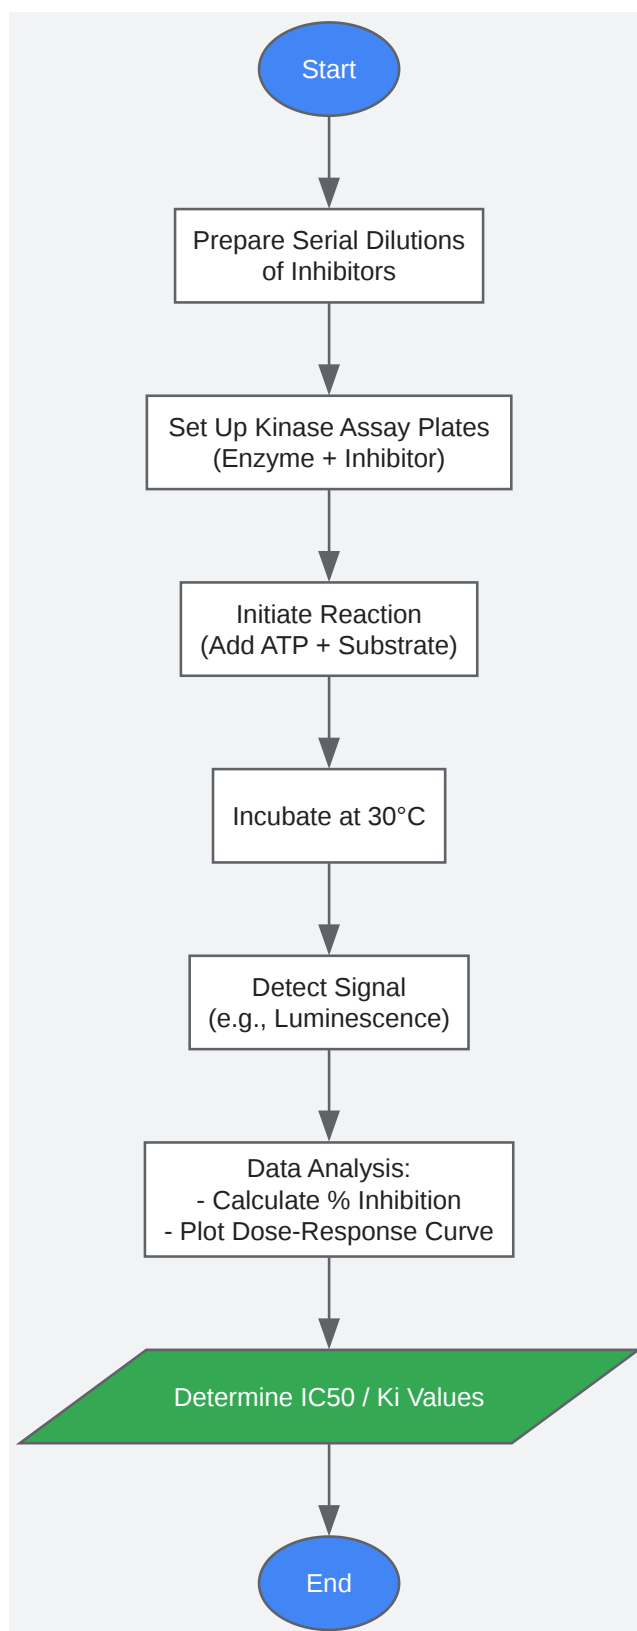 Start
Prepare Serial Dilutions
of Inhibitors
Set Up Kinase Assay Plates
(Enzyme + Inhibitor)
Initiate Reaction
(Add ATP + Substrate)
Incubate at 30°C
Detect Signal
(e.g., Luminescence)
Data Analysis:
- Calculate % Inhibition
- Plot Dose-Response Curve
Determine IC50 / Ki Values
End